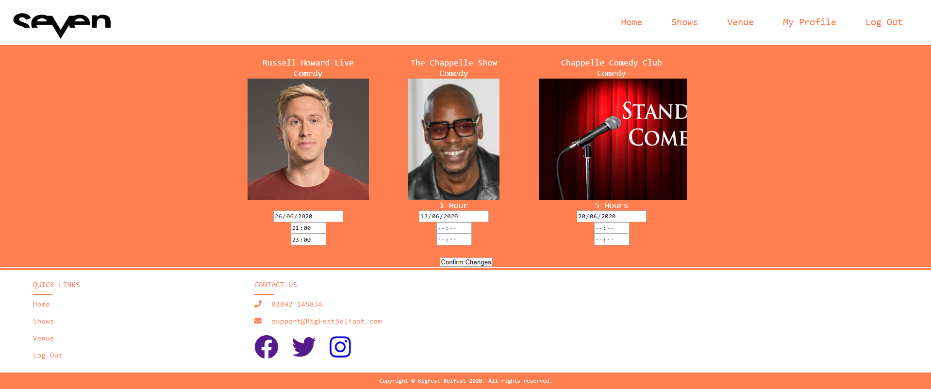 seven
Home Shows Venue My Profile Log Out
Russell Howard Live
Comedy
The Chappelle Show
Comedy
Chappelle Comedy Club
Comedy
STAND
COME
1 Hour
5 Hours
26/06/2020
12/06/2020
20/06/2020
21:00
--:--
--:--
23:00
--:--
--:--
Confirm Changes
QUICK LINKS
Home
Shows
Venue
Log Out
CONTACT US
02892 145834
support@BigFestBelfast.com
Copyright © BigFest Belfast 2020. All rights reserved.